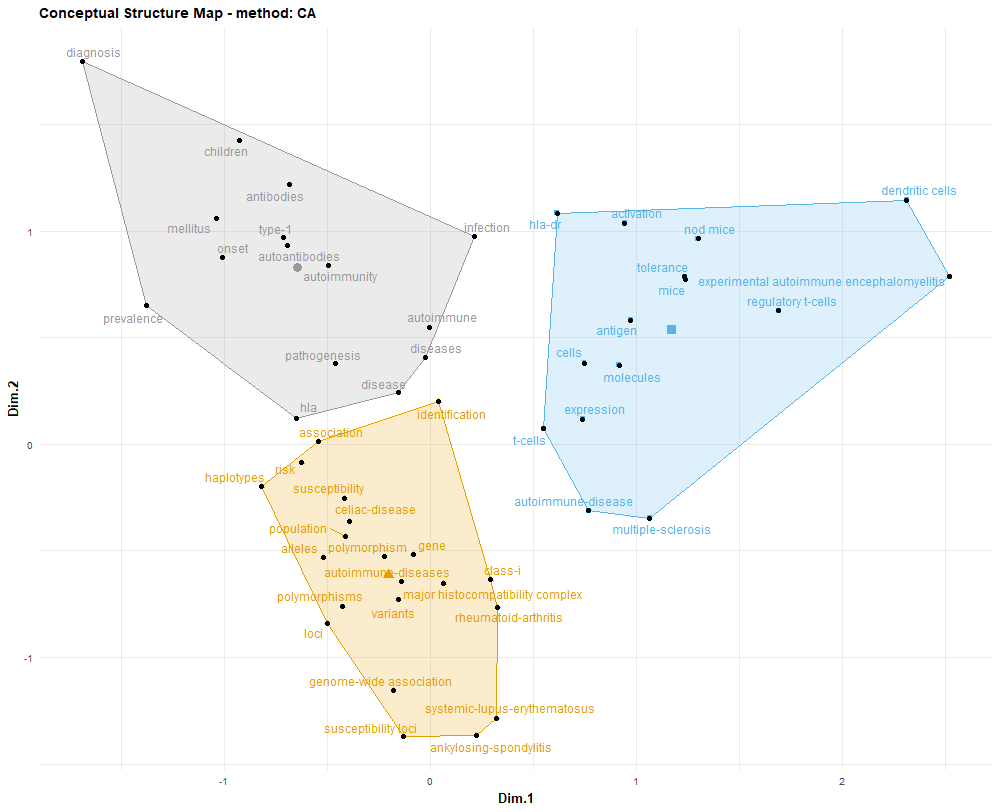 Conceptual Structure Map - method: CA
diagnosis
children
antibodies
mellitus
type-1
onset
autoantibodies
autoimmunity
infection
prevalence
autoimmune
diseases
pathogenesis
disease
hla
dendritic cells
hla-dr
activation
nod mice
tolerance
mice
experimental autoimmune encephalomyelitis
regulatory t-cells
antigen
cells
molecules
expression
t-cells
autoimmune-disease
multiple-sclerosis
identification
association
risk
haplotypes
susceptibility
celiac-disease
population
alleles
polymorphism
gene
autoimmune-diseases
class-i
polymorphisms
major histocompatibility complex
variants
rheumatoid-arthritis
loci
genome-wide association
systemic-lupus-erythematosus
susceptibility loci
ankylosing-spondylitis
1
0
-1
Dim.2
-1
0
1
2
Dim.1